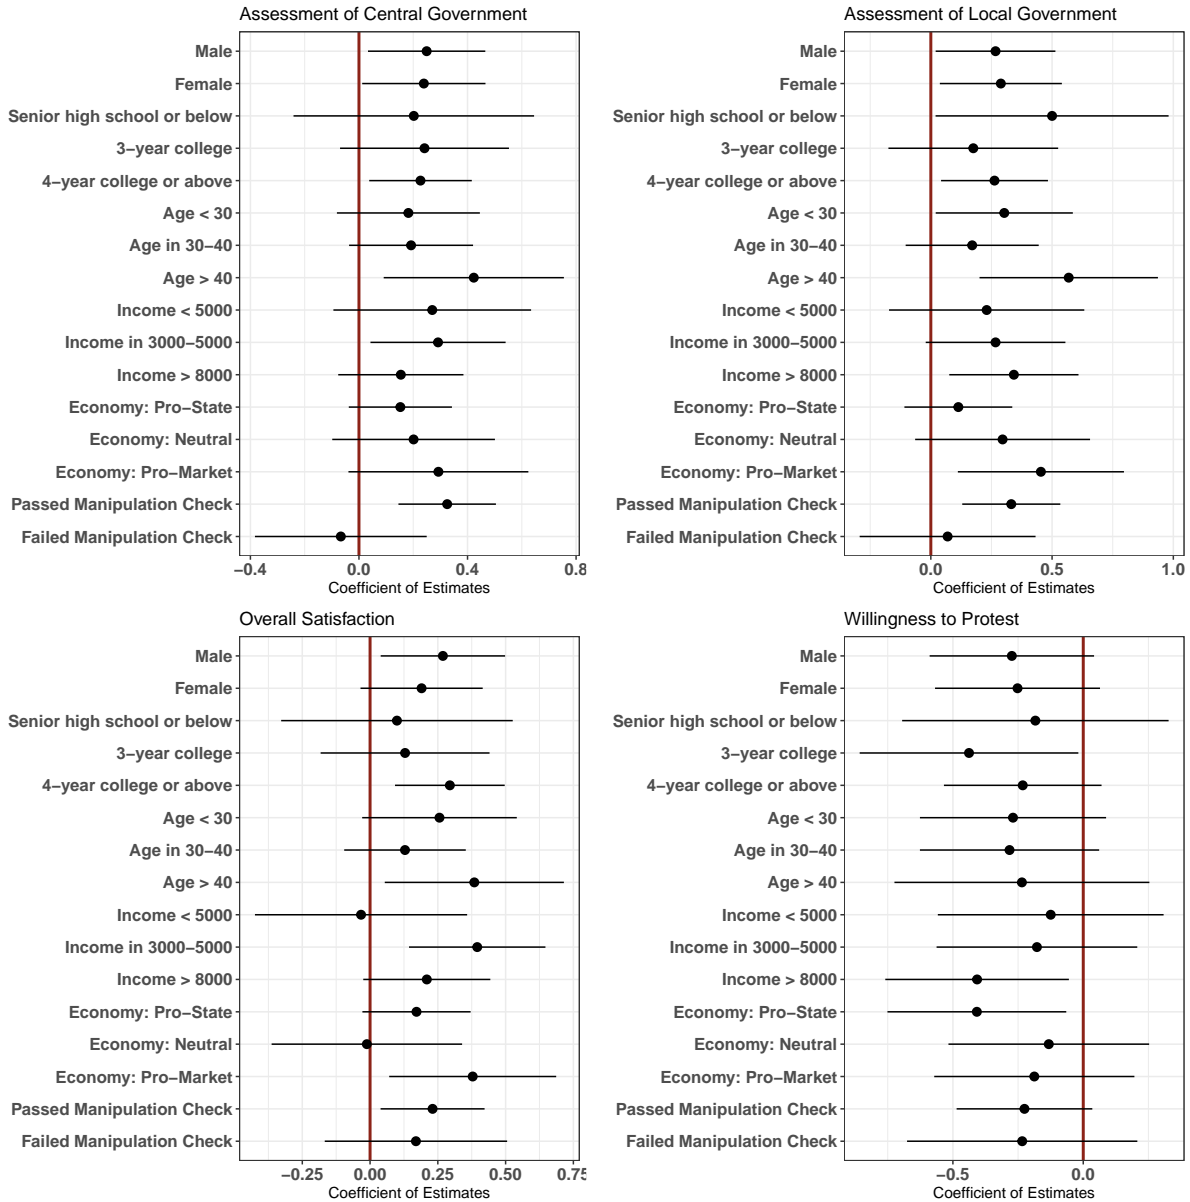 Assessment of Central Government
Male
Female
Senior high school or below
3−year college
4−year college or above
Age < 30
Age in 30−40
Age > 40
Income < 5000
Income in 3000−5000
Income > 8000
Economy: Pro−State
Economy: Neutral
Economy: Pro−Market
Passed Manipulation Check
Failed Manipulation Check
−0.4 0.0 0.4 0.8
Coefficient of Estimates
Assessment of Local Government
Male
Female
Senior high school or below
3−year college
4−year college or above
Age < 30
Age in 30−40
Age > 40
Income < 5000
Income in 3000−5000
Income > 8000
Economy: Pro−State
Economy: Neutral
Economy: Pro−Market
Passed Manipulation Check
Failed Manipulation Check
0.0 0.5 1.0
Coefficient of Estimates
Overall Satisfaction
Male
Female
Senior high school or below
3−year college
4−year college or above
Age < 30
Age in 30−40
Age > 40
Income < 5000
Income in 3000−5000
Income > 8000
Economy: Pro−State
Economy: Neutral
Economy: Pro−Market
Passed Manipulation Check
Failed Manipulation Check
−0.25 0.00 0.25 0.50 0.75
Coefficient of Estimates
Willingness to Protest
Male
Female
Senior high school or below
3−year college
4−year college or above
Age < 30
Age in 30−40
Age > 40
Income < 5000
Income in 3000−5000
Income > 8000
Economy: Pro−State
Economy: Neutral
Economy: Pro−Market
Passed Manipulation Check
Failed Manipulation Check
−0.5 0.0
Coefficient of Estimates